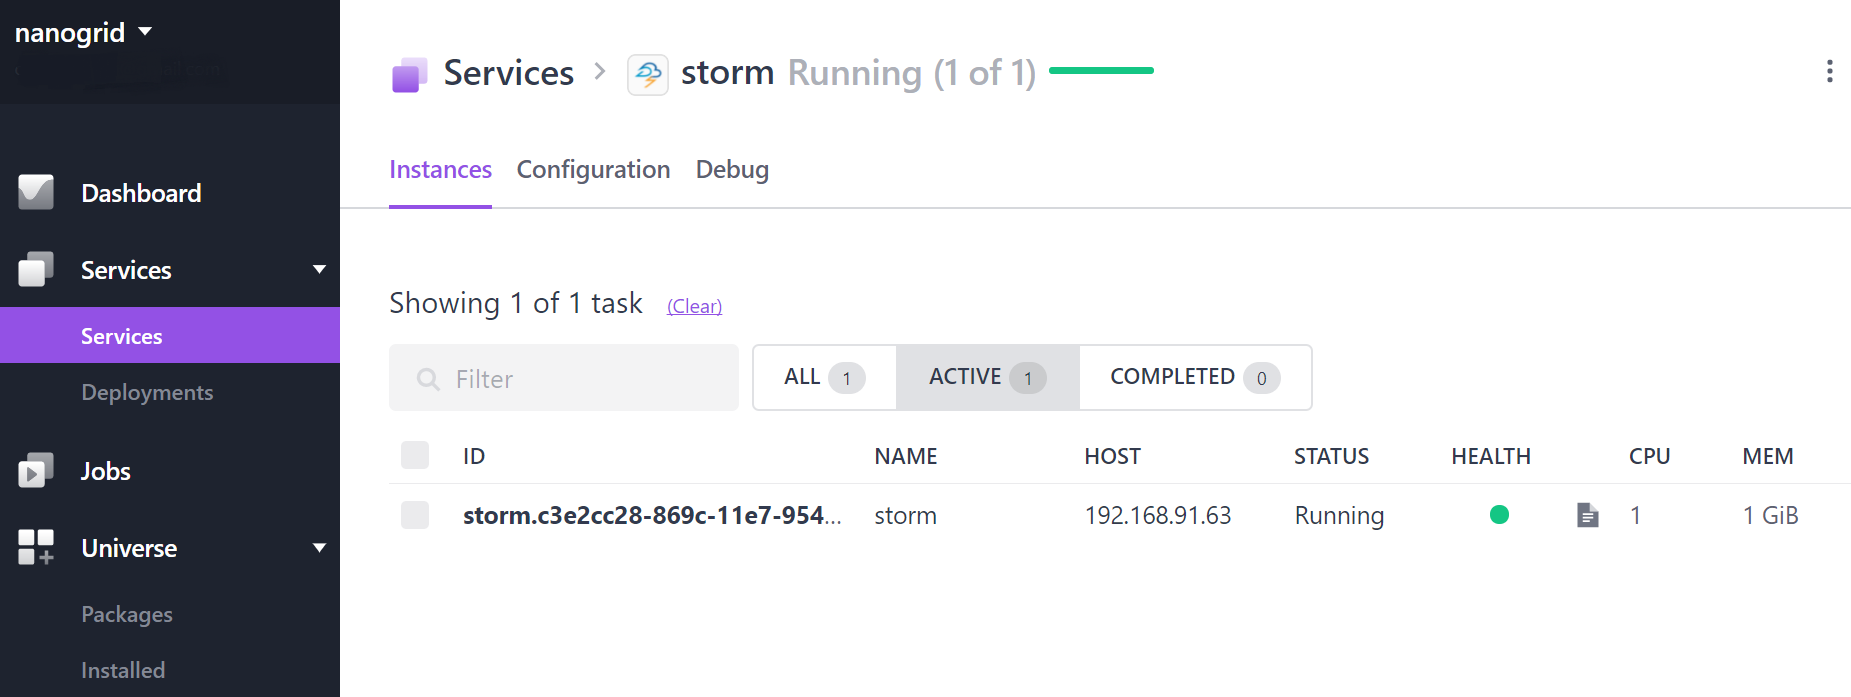 nanogrid
Dashboard
Services
Services
Deployments
Jobs
Universe
Packages
Installed
Services > storm Running (1 of 1)
Instances Configuration Debug
Showing 1 of 1 task (Clear)
Filter ALL 1 ACTIVE 1 COMPLETED 0
ID NAME HOST STATUS HEALTH CPU MEM
storm.c3e2cc28-869c-11e7-954... storm 192.168.91.63 Running 1 1 GiB